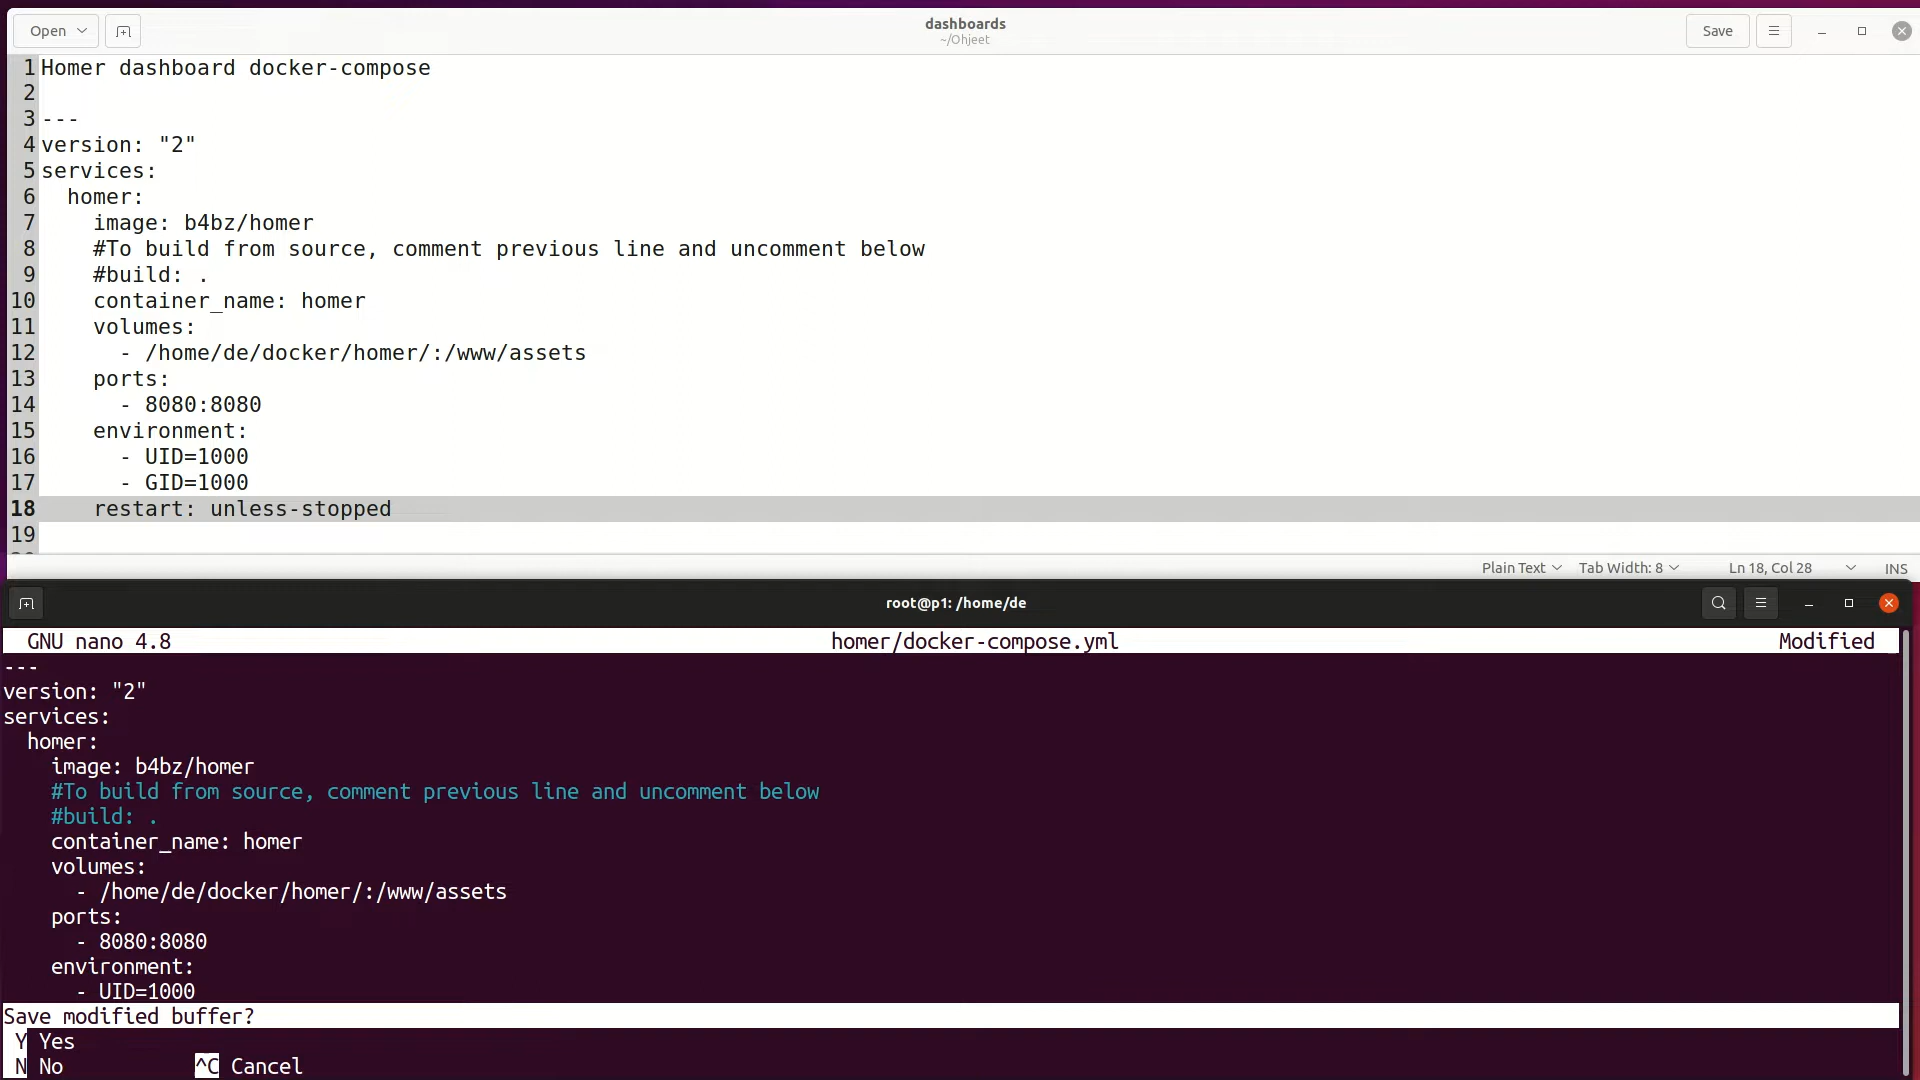 Open
dashboards
~/Ohjeet
Save
1 Homer dashboard docker-compose
2
3 ---
4 version: "2"
5 services:
6   homer:
7     image: b4bz/homer
8     #To build from source, comment previous line and uncomment below
9     #build: .
10     container_name: homer
11     volumes:
12       - /home/de/docker/homer/:/www/assets
13     ports:
14       - 8080:8080
15     environment:
16       - UID=1000
17       - GID=1000
18     restart: unless-stopped
19
Plain Text Tab Width: 8 Ln 18, Col 28 INS
root@p1: /home/de
GNU nano 4.8 homer/docker-compose.yml Modified
---
version: "2"
services:
  homer:
    image: b4bz/homer
    #To build from source, comment previous line and uncomment below
    #build: .
    container_name: homer
    volumes:
      - /home/de/docker/homer/:/www/assets
    ports:
      - 8080:8080
    environment:
      - UID=1000
Save modified buffer?
Y Yes
N No ^C Cancel